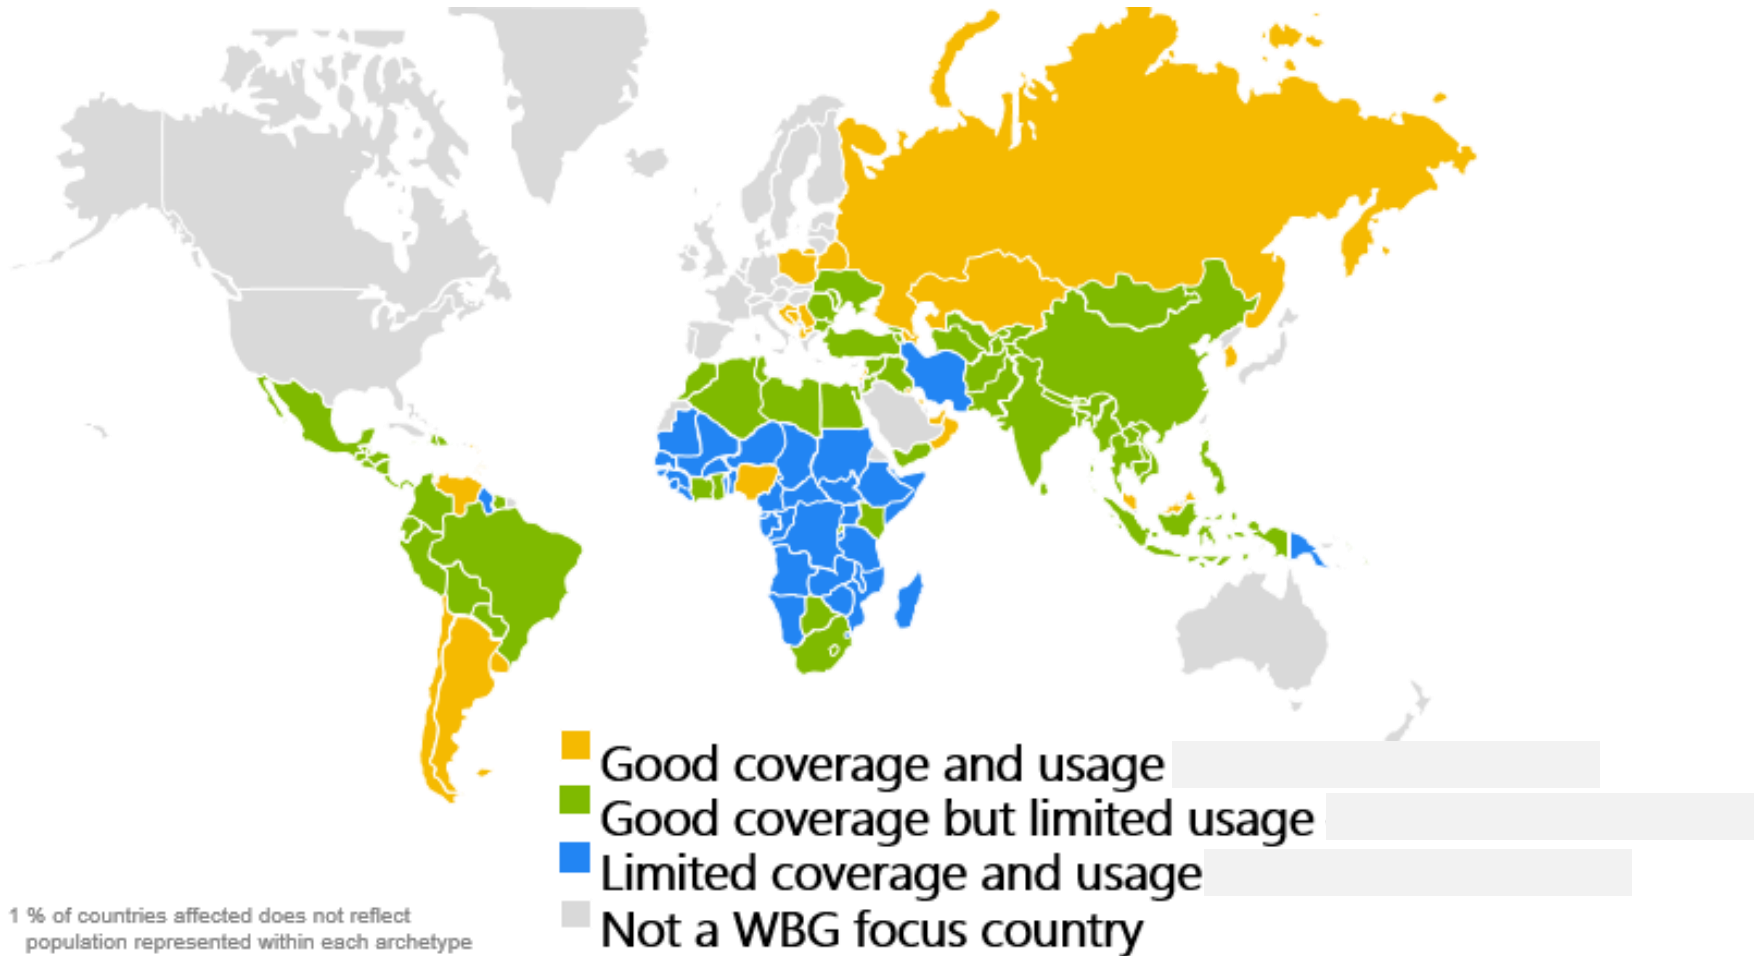 Good coverage and usage
Good coverage but limited usage
Limited coverage and usage
Not a WBG focus country
1 % of countries affected does not reflect
population represented within each archetype